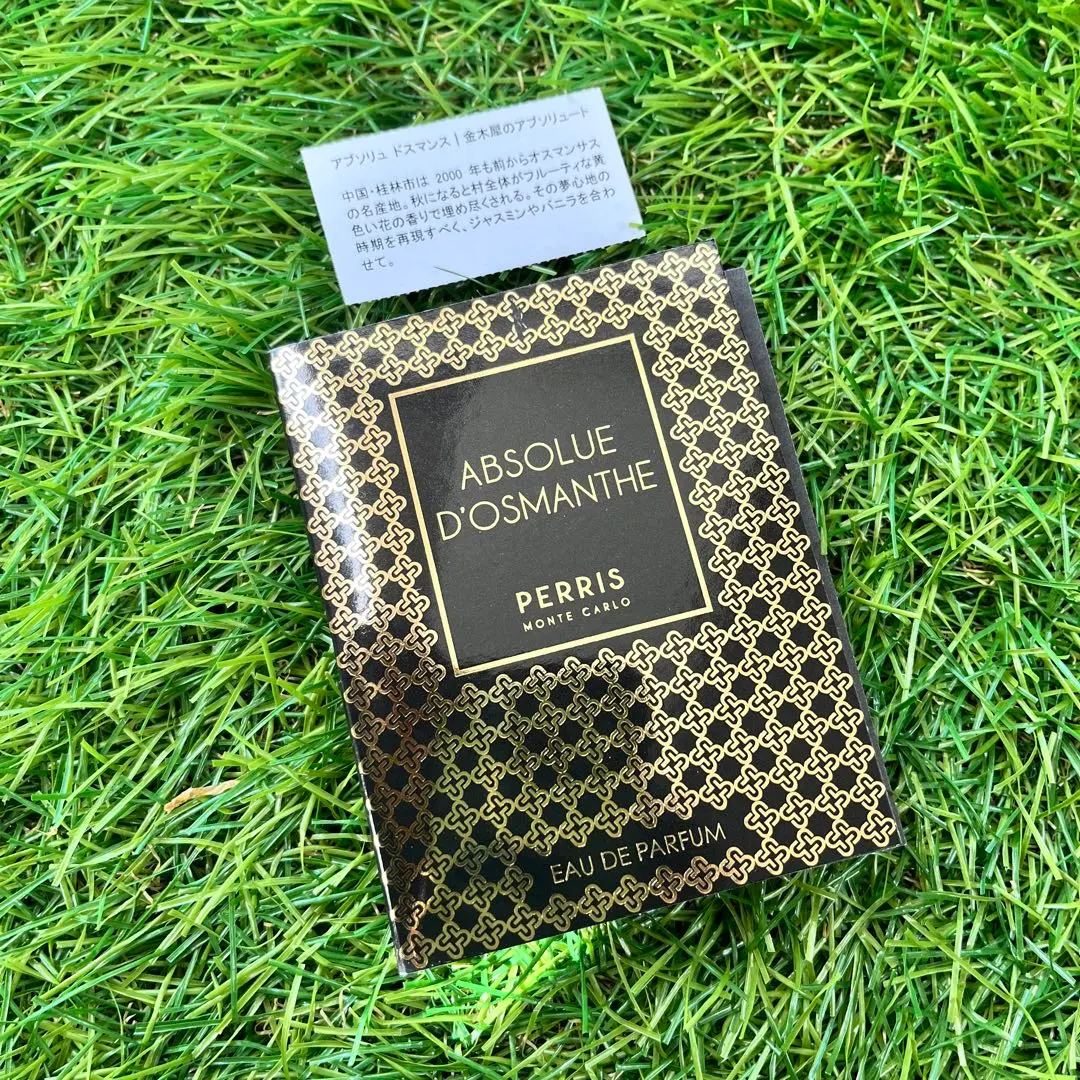 アブソリュ ドスマンス | 金木屋のアブソリュート
中国・桂林市は 2000 年も前からオスマンサス
の名産地。秋になると村全体がフルーティな黄
色い花の香りで埋め尽くされる。その夢心地の
時期を再現すべく、ジャスミンやバニラを合わ
せて。
ABSOLUE
D'OSMANTHE
PERRIS
MONTE CARLO
EAU DE PARFUM